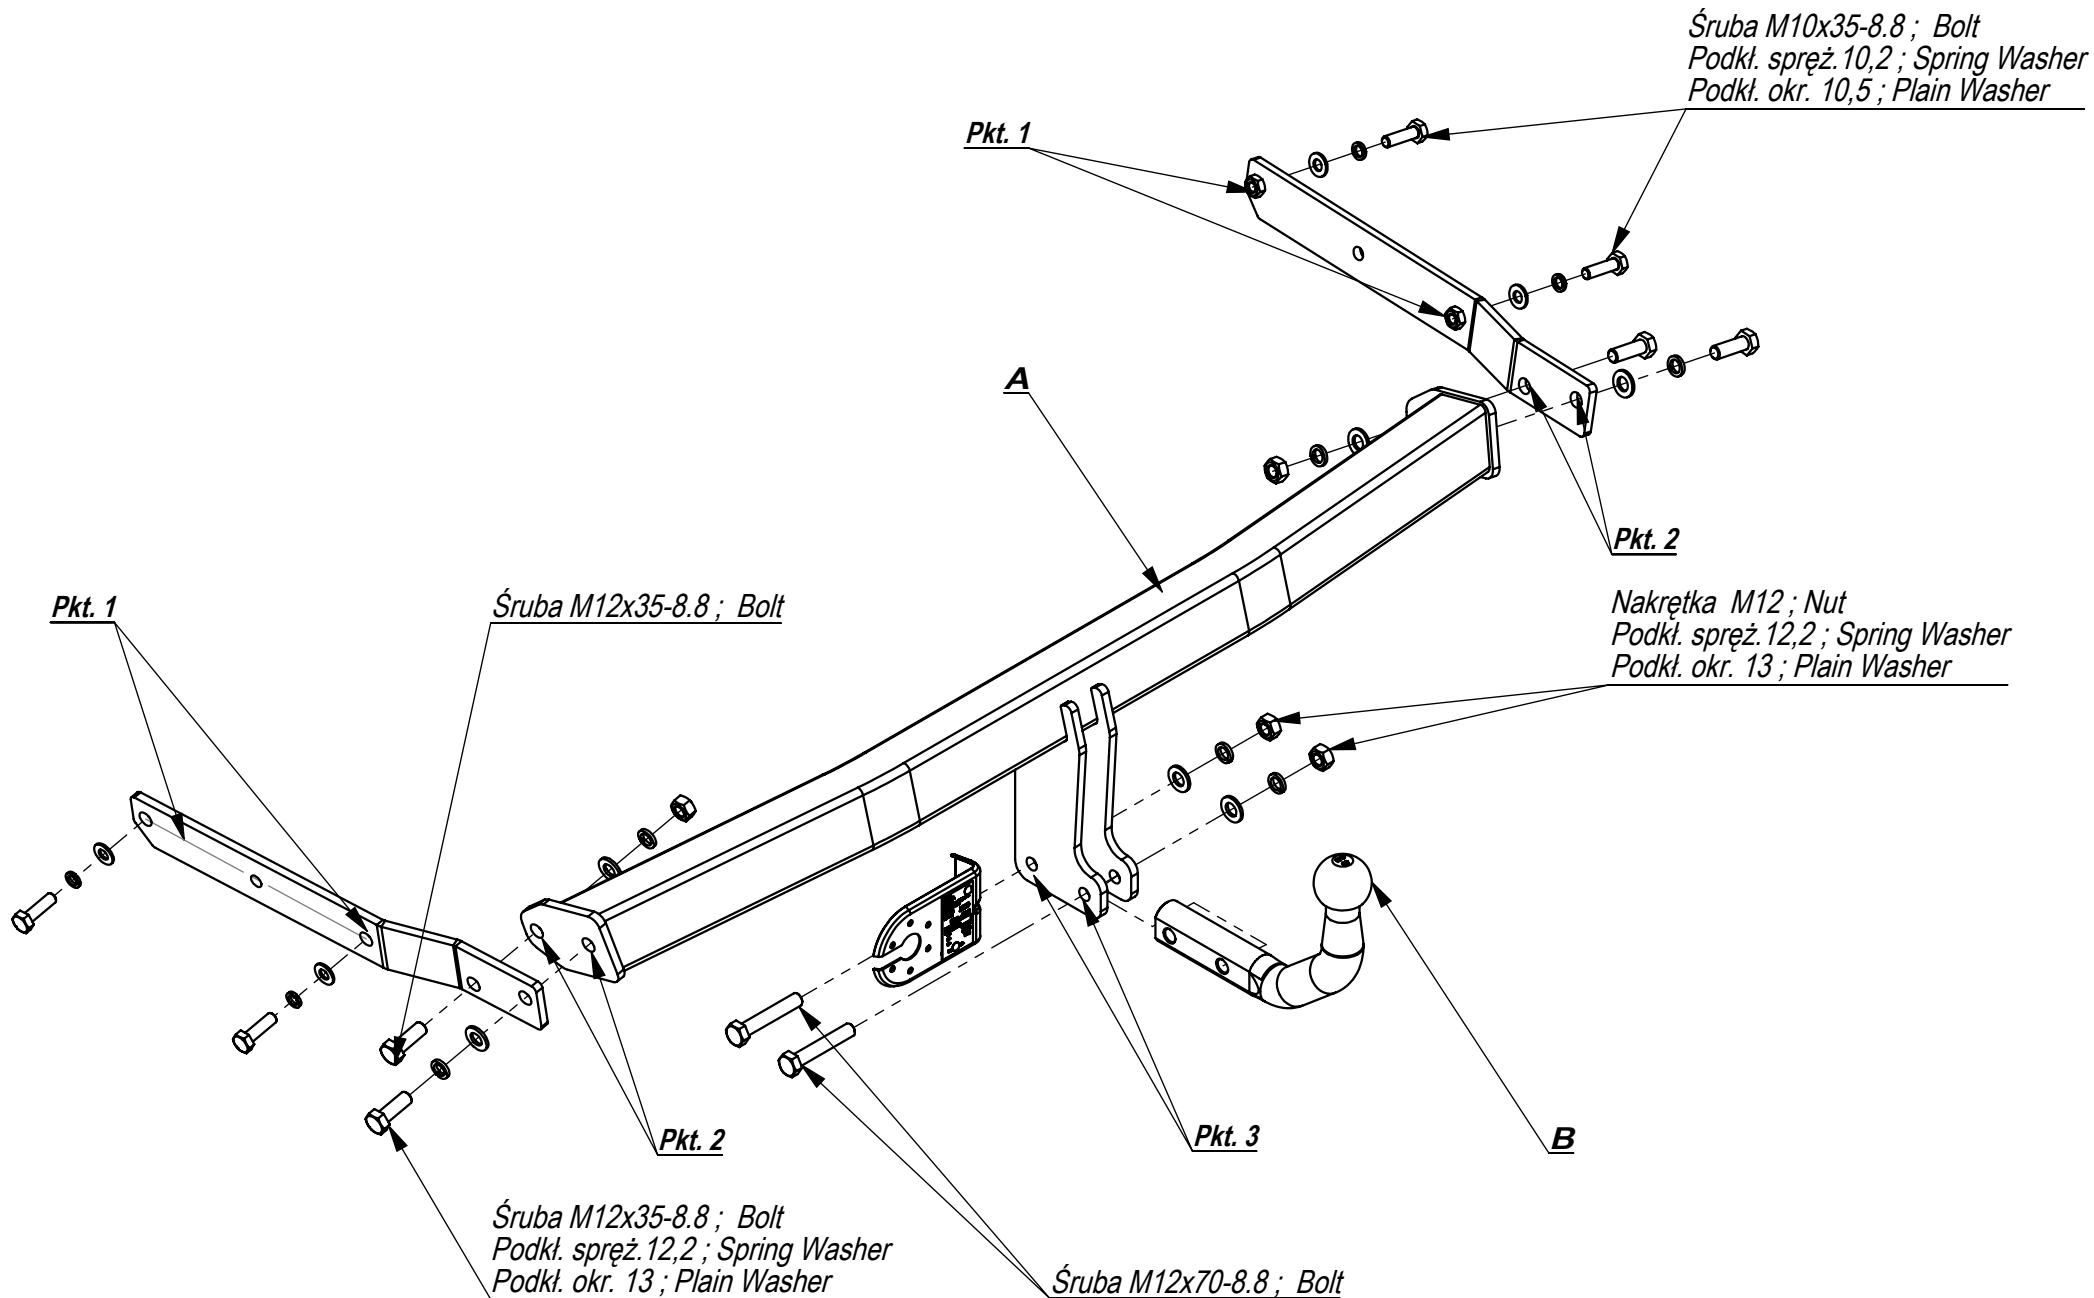 Śruba M10x35-8.8 ; Bolt
Podkł. spręż.10,2 ; Spring Washer
Podkł. okr. 10,5 ; Plain Washer
Pkt. 1
A
Pkt. 2
Pkt. 1
Śruba M12x35-8.8 ; Bolt
Nakrętka M12 ; Nut
Podkł. spręż.12,2 ; Spring Washer
Podkł. okr. 13 ; Plain Washer
Pkt. 2
Pkt. 3
B
Śruba M12x35-8.8 ; Bolt
Podkł. spręż.12,2 ; Spring Washer
Podkł. okr. 13 ; Plain Washer
Śruba M12x70-8.8 ; Bolt